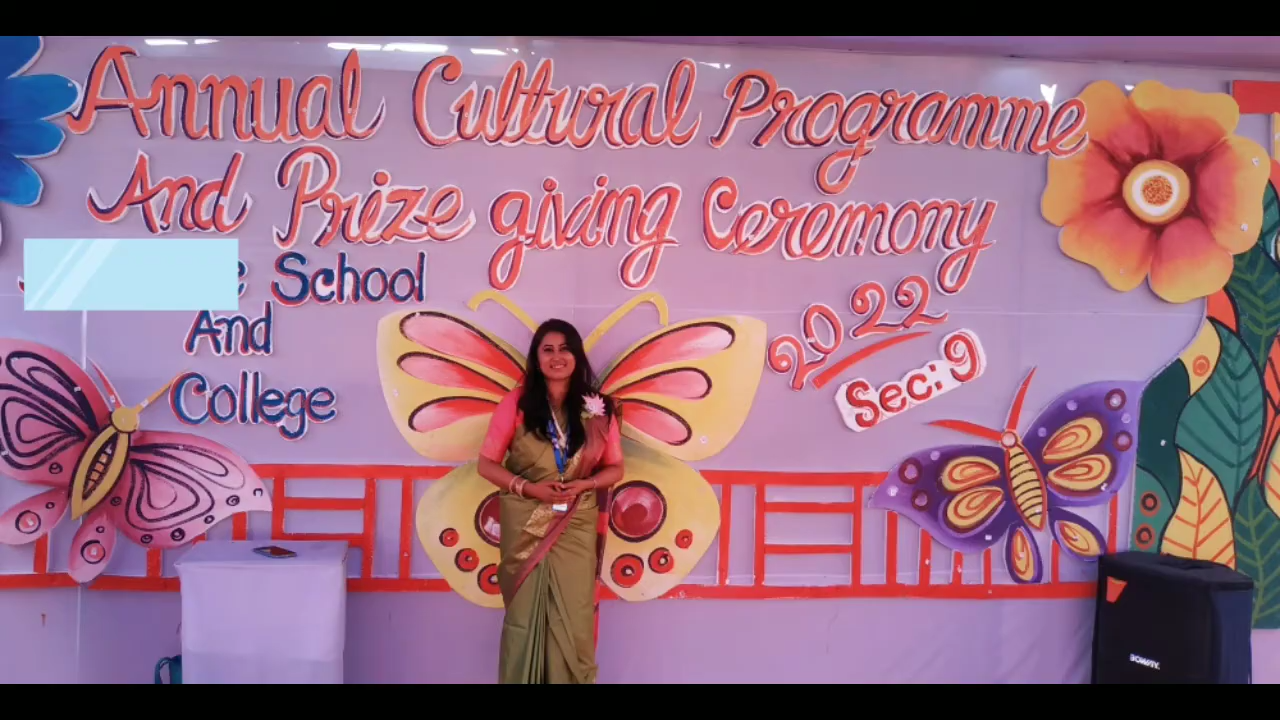 Annual Cultural Programme
And Prize giving Ceremony
School
And
College
2022
Sec: 9